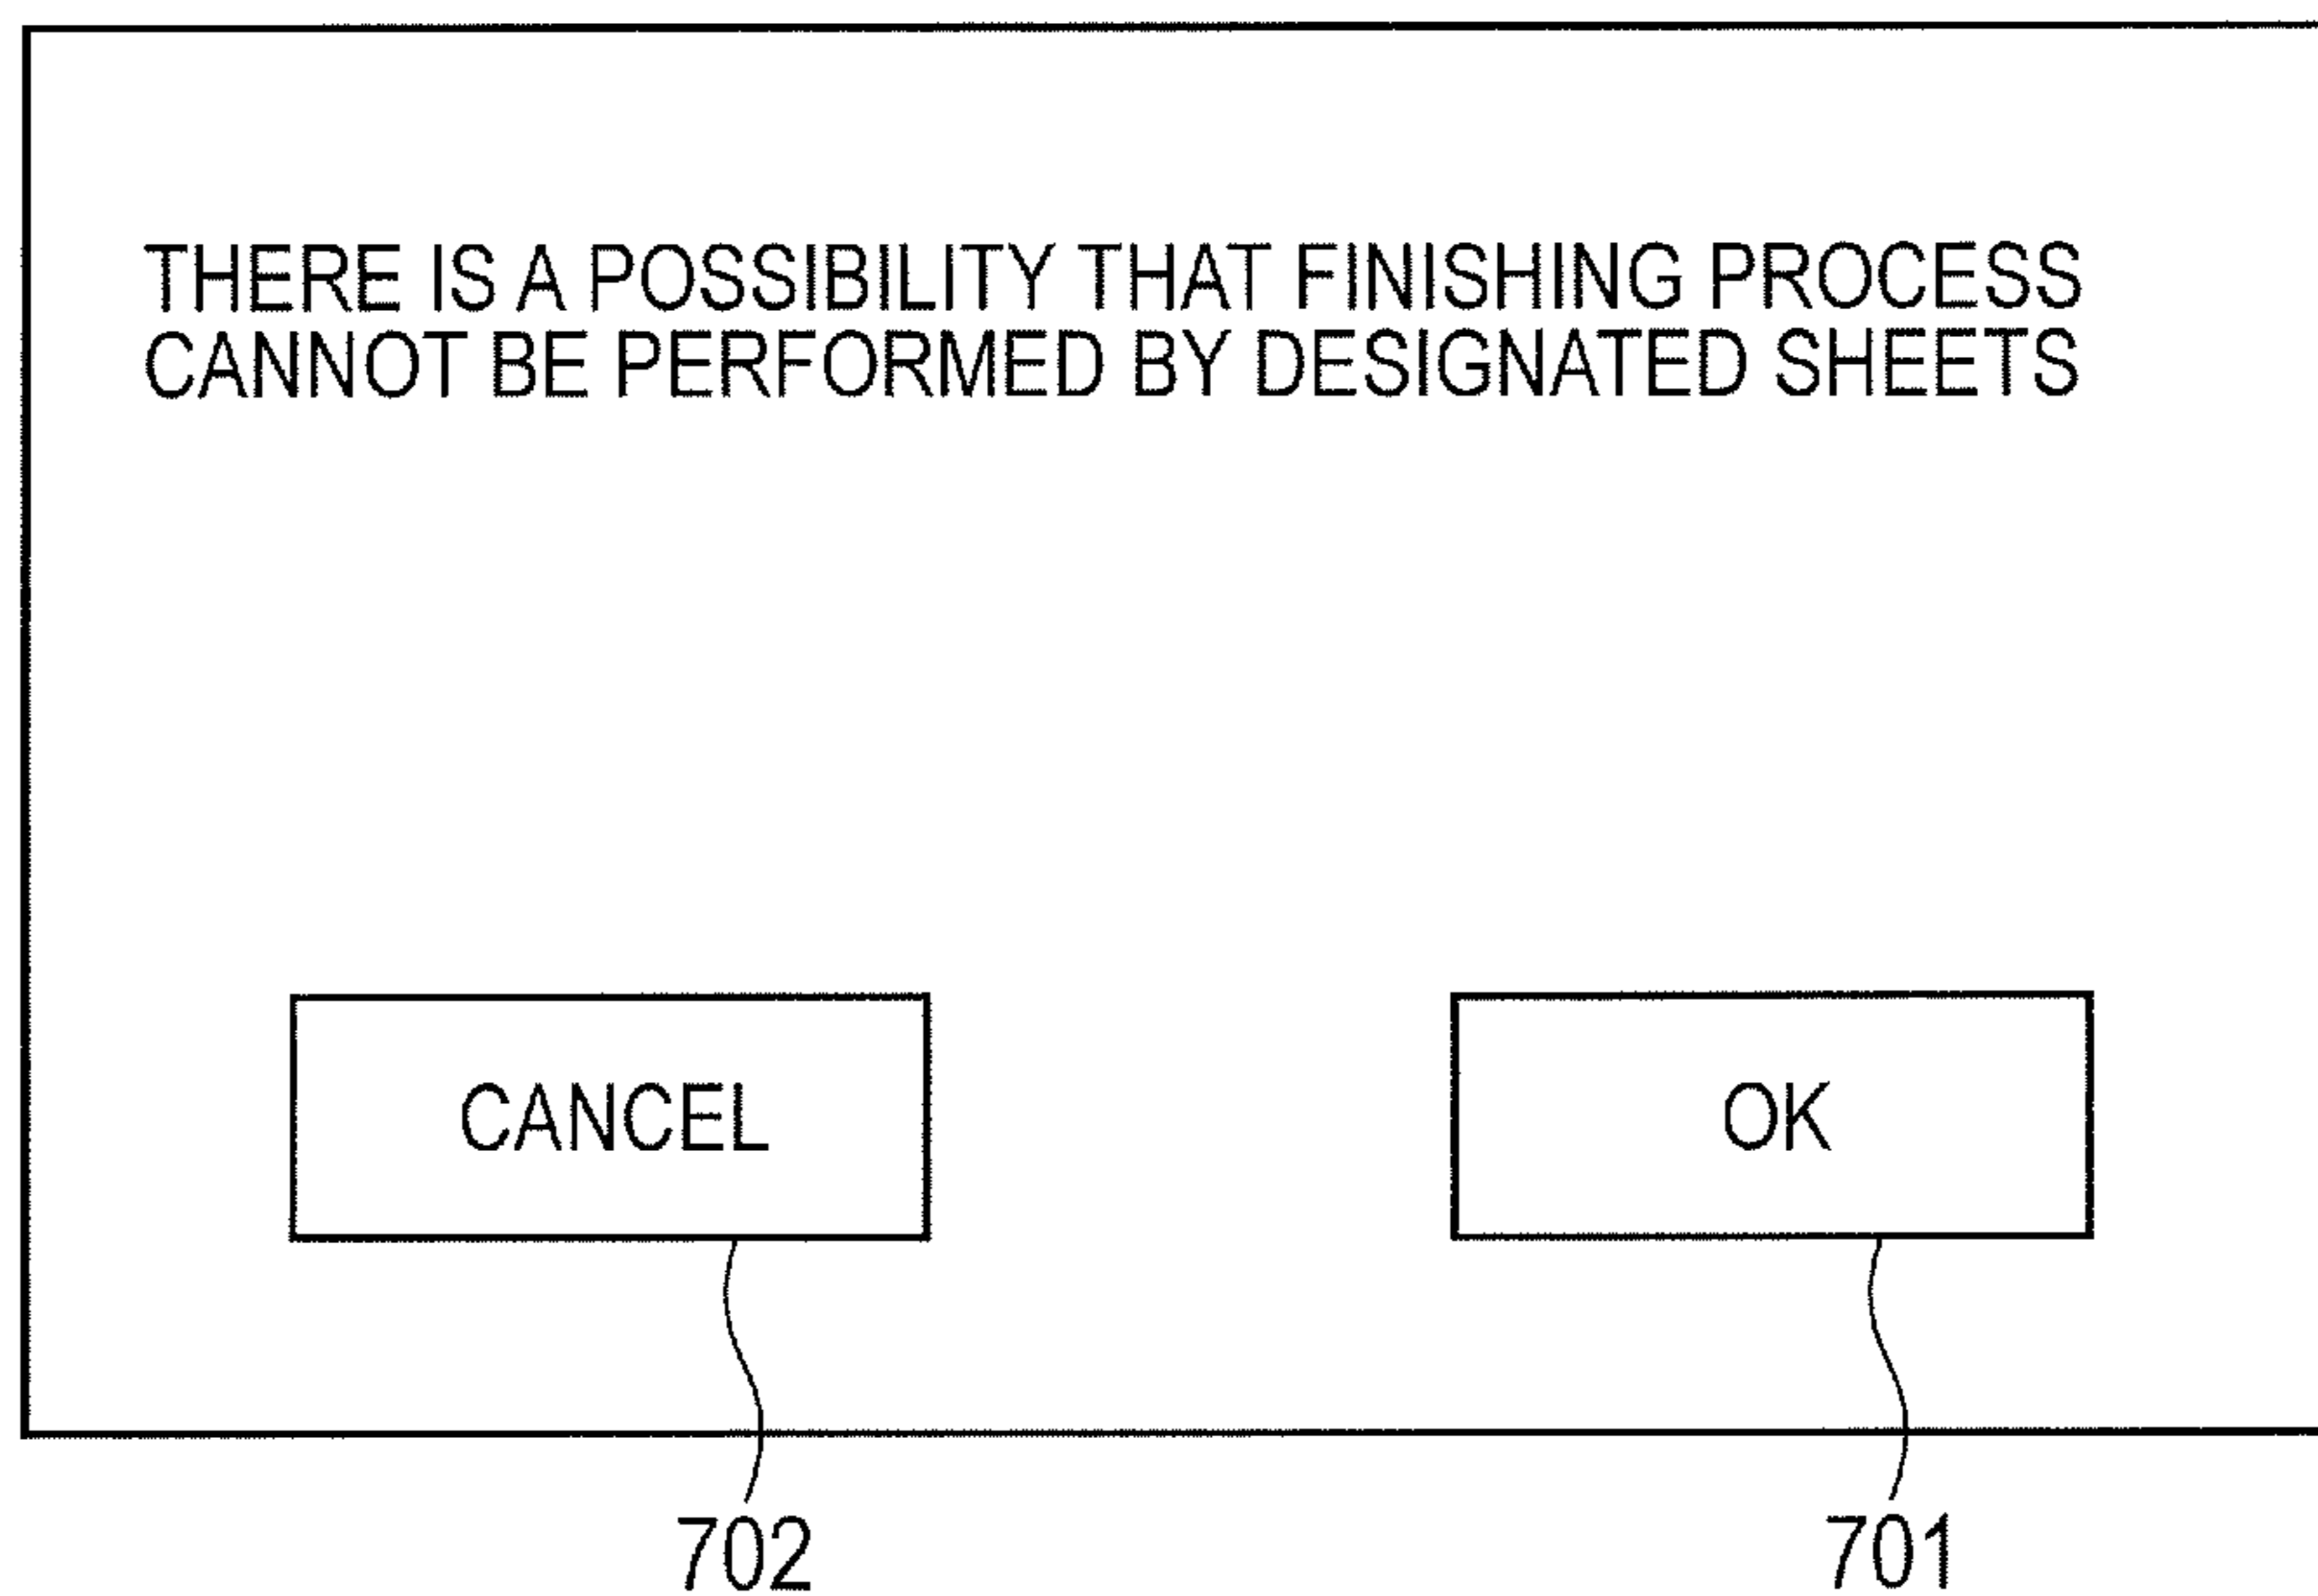 THERE IS A POSSIBILITY THAT FINISHING PROCESS
CANNOT BE PERFORMED BY DESIGNATED SHEETS
CANCEL
OK
702
701